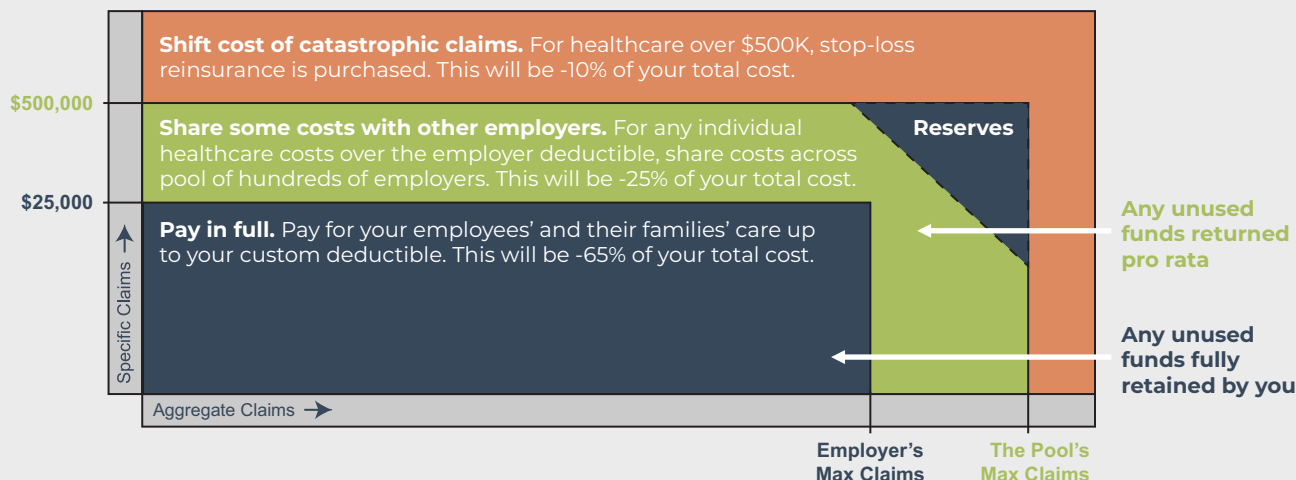 Shift cost of catastrophic claims. For healthcare over $500K, stop-loss
reinsurance is purchased. This will be -10% of your total cost.
$500,000
Share some costs with other employers. For any individual
healthcare costs over the employer deductible, share costs across
pool of hundreds of employers. This will be -25% of your total cost.
Reserves
$25,000
Pay in full. Pay for your employees’ and their families’ care up
to your custom deductible. This will be -65% of your total cost.
Any unused
funds returned
pro rata
Any unused
funds fully
retained by you
Specific Claims
Aggregate Claims
Employer’s
Max Claims
The Pool’s
Max Claims